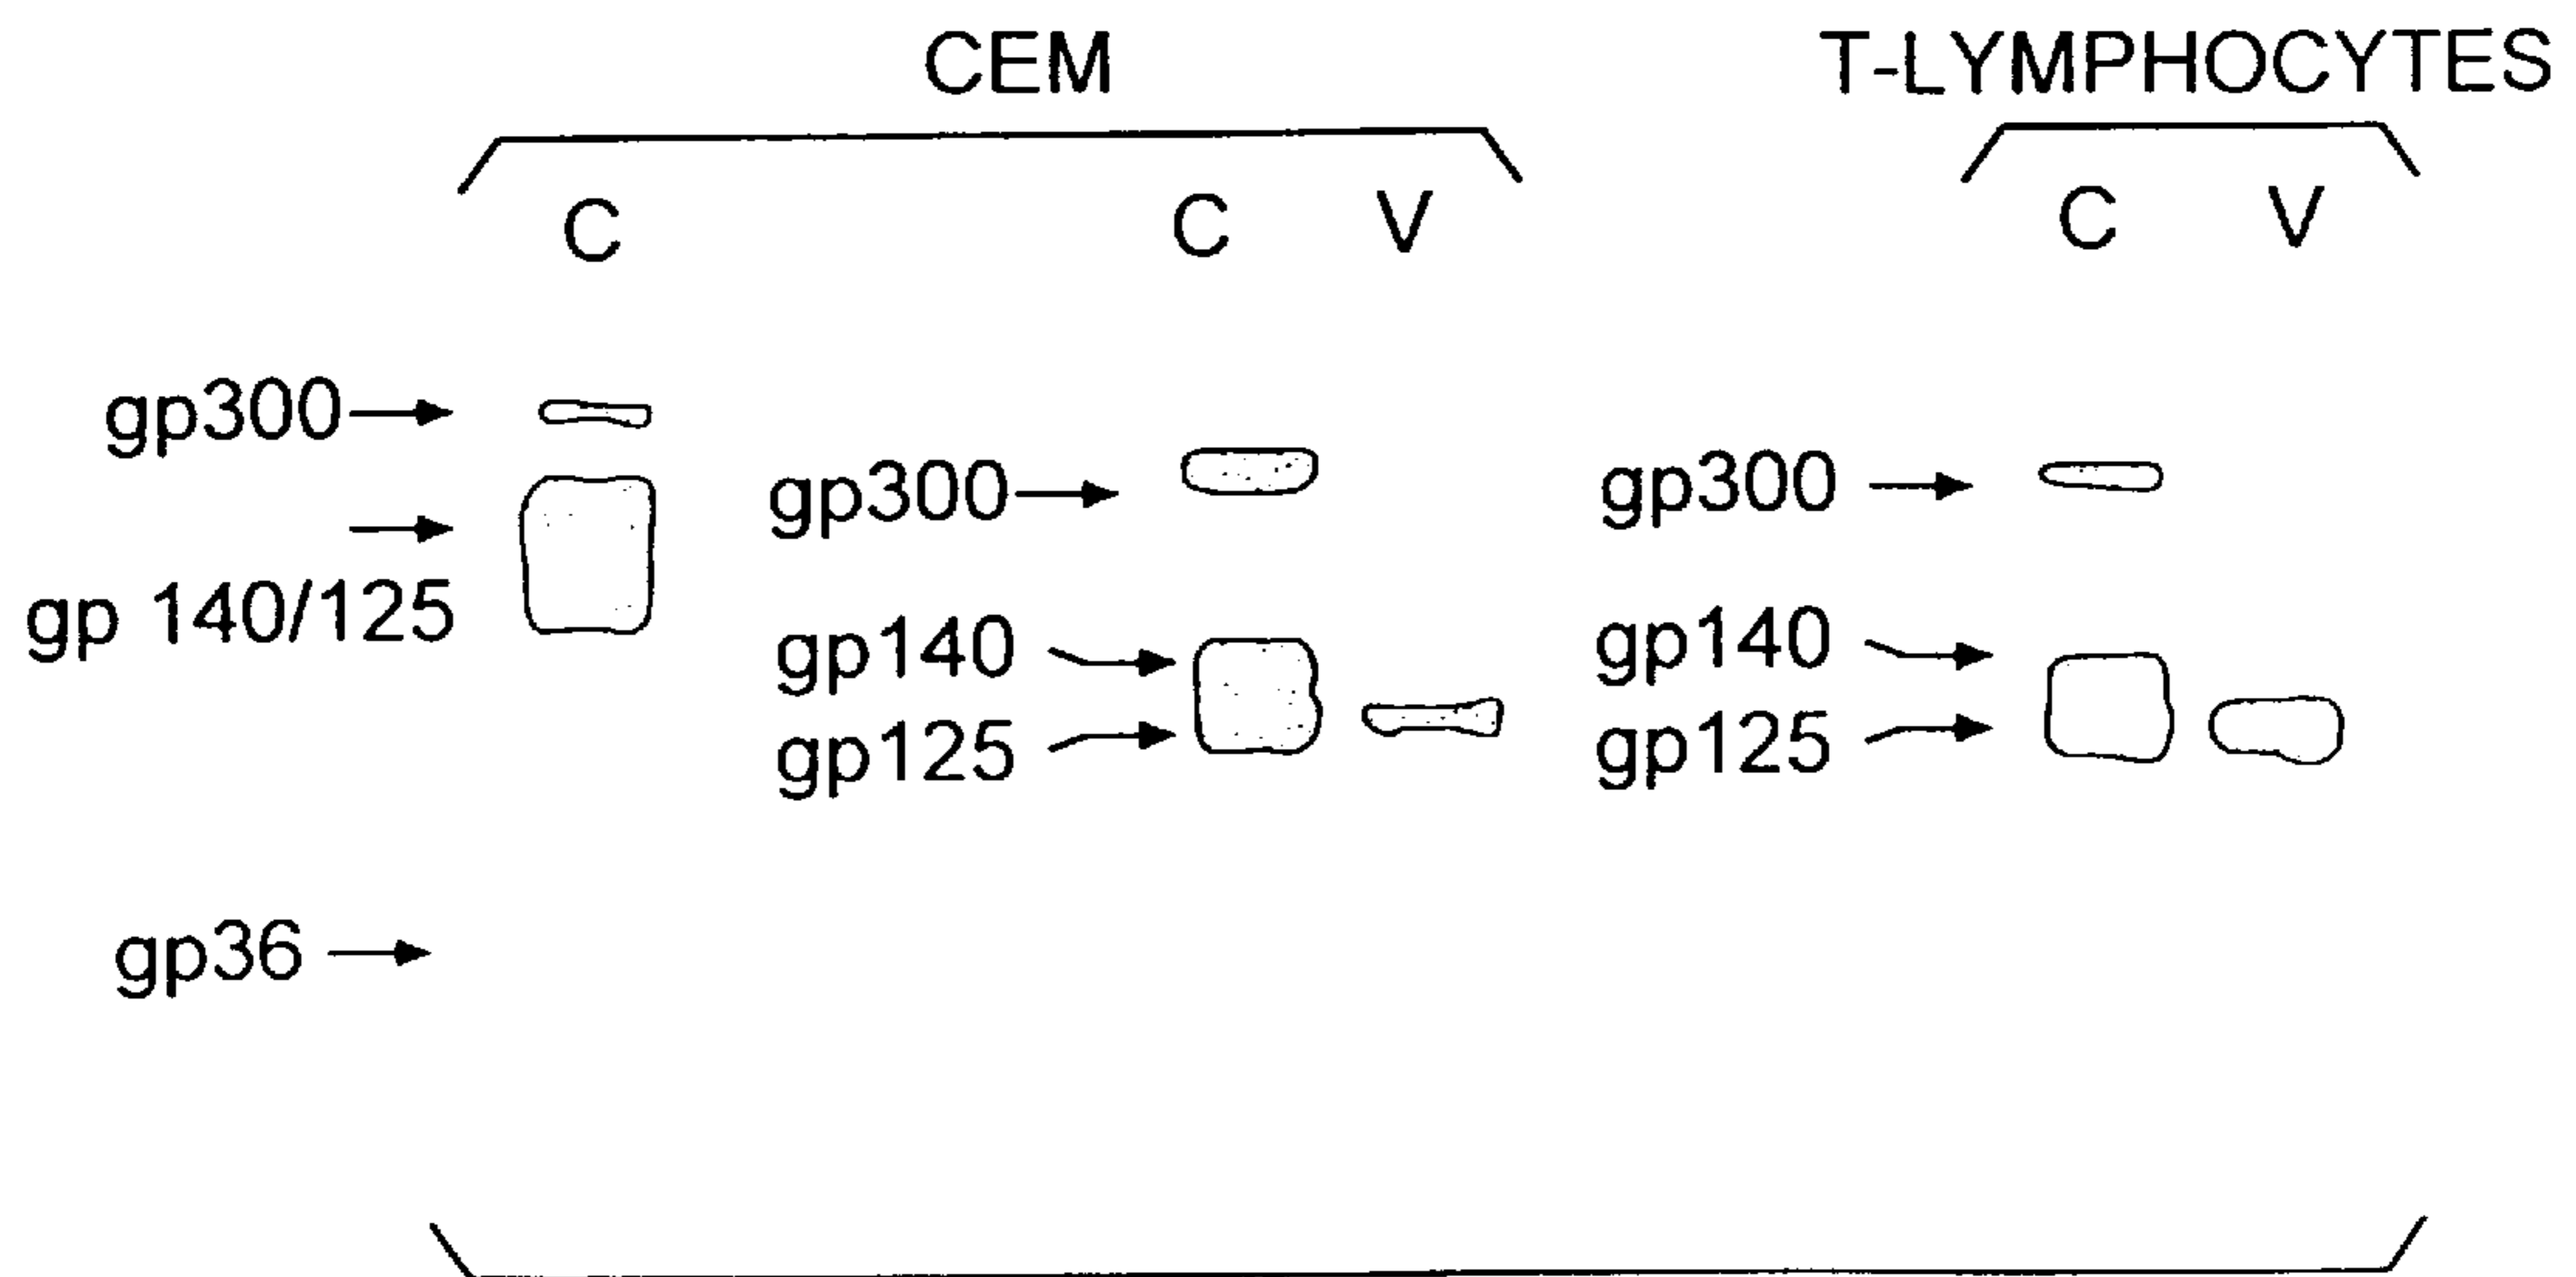 CEM T-LYMPHOCYTES
C C V C V
gp300
gp 140/125
gp36
gp300
gp140
gp125
gp300
gp140
gp125